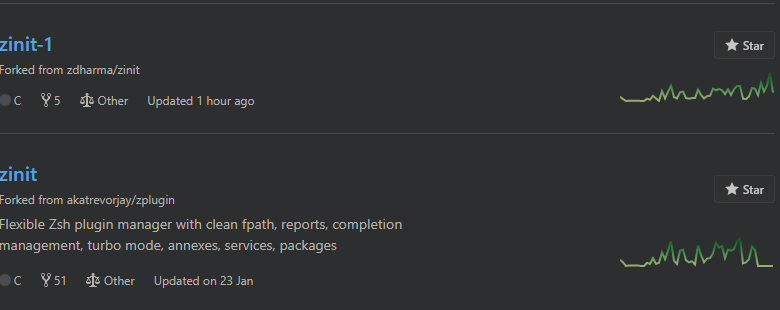 zinit-1
Star
Forked from zdharma/zinit
C 5 Other Updated 1 hour ago
zinit
Star
Forked from akatrevorjay/zplugin
Flexible Zsh plugin manager with clean fpath, reports, completion
management, turbo mode, annexes, services, packages
C 51 Other Updated on 23 Jan